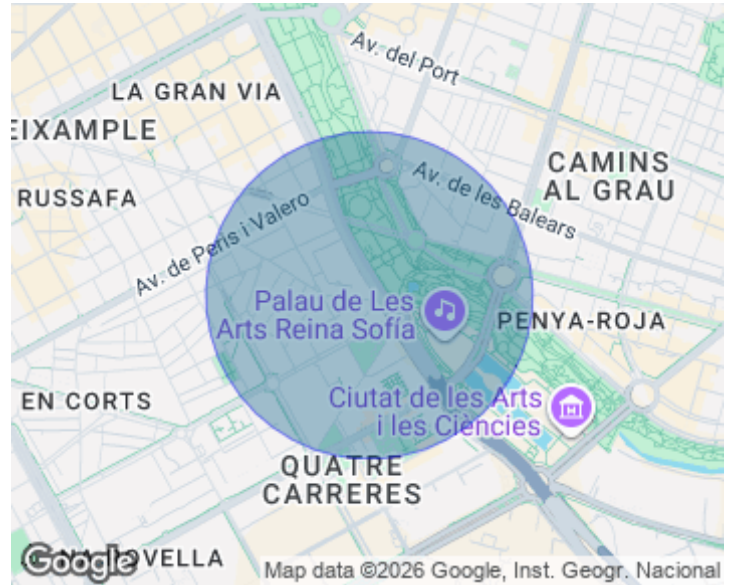 Av. del Port
LA GRAN VIA
EIXAMPLE
CAMINS
AL GRAU
Av. de les Balears
RUSSAFA
Av. de Peris i Valero
Palau de Les
Arts Reina Sofía
PENYA-ROJA
EN CORTS
Ciutat de les Arts
i les Ciències
QUATRE
CARRERES
Google
NA ROVELLA
Map data ©2026 Google, Inst. Geogr. Nacional